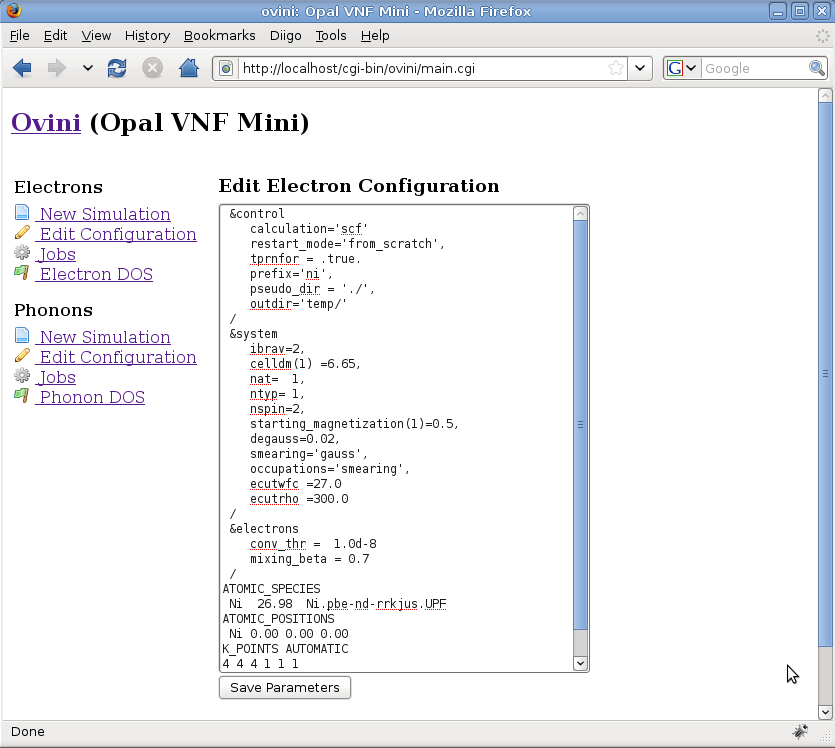 ovini: Opal VNF Mini - Mozilla Firefox
File Edit View History Bookmarks Diigo Tools Help
http://localhost/cgi-bin/ovini/main.cgi
G Google
Ovini (Opal VNF Mini)
Electrons
New Simulation
Edit Configuration
Jobs
Electron DOS
Phonons
New Simulation
Edit Configuration
Jobs
Phonon DOS
Edit Electron Configuration
&control
calculation='scf'
restart_mode='from_scratch',
tprnfor = .true.
prefix='ni',
pseudo_dir = './',
outdir='temp/'
/
&system
ibrav=2,
celldm(1) =6.65,
nat=  1,
ntyp= 1,
nspin=2,
starting_magnetization(1)=0.5,
degauss=0.02,
smearing='gauss',
occupations='smearing',
ecutwfc =27.0
ecutrho =300.0
/
&electrons
conv_thr =  1.0d-8
mixing_beta = 0.7
/
ATOMIC_SPECIES
Ni  26.98  Ni.pbe-nd-rrkjus.UPF
ATOMIC_POSITIONS
Ni 0.00 0.00 0.00
K_POINTS AUTOMATIC
4 4 4 1 1 1
Save Parameters
Done